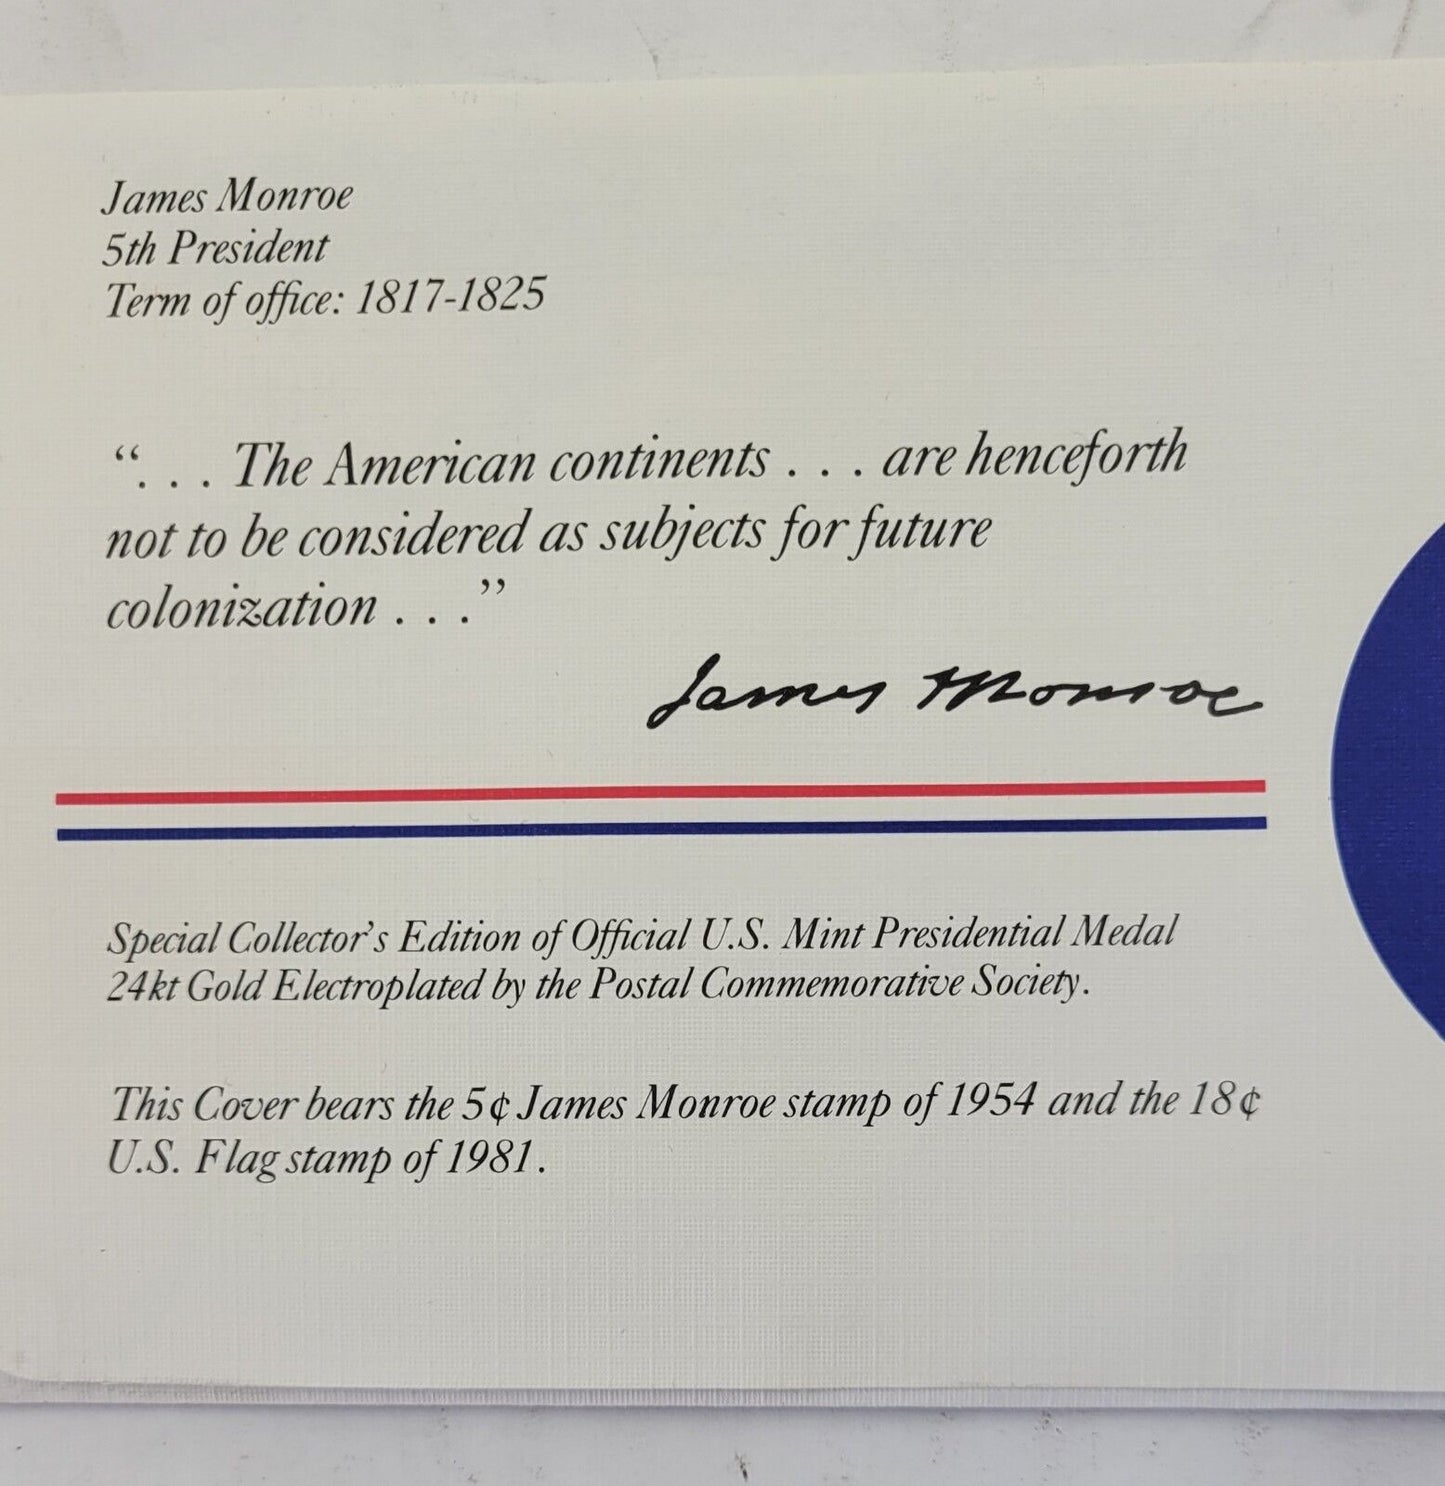 James Monroe
5th President
Term of office: 1817-1825
“. . . The American continents . . . are henceforth
not to be considered as subjects for future
colonization . . .”
James Monroe
Special Collector’s Edition of Official U.S. Mint Presidential Medal
24kt Gold Electroplated by the Postal Commemorative Society.
This Cover bears the 5¢ James Monroe stamp of 1954 and the 18¢
U.S. Flag stamp of 1981.